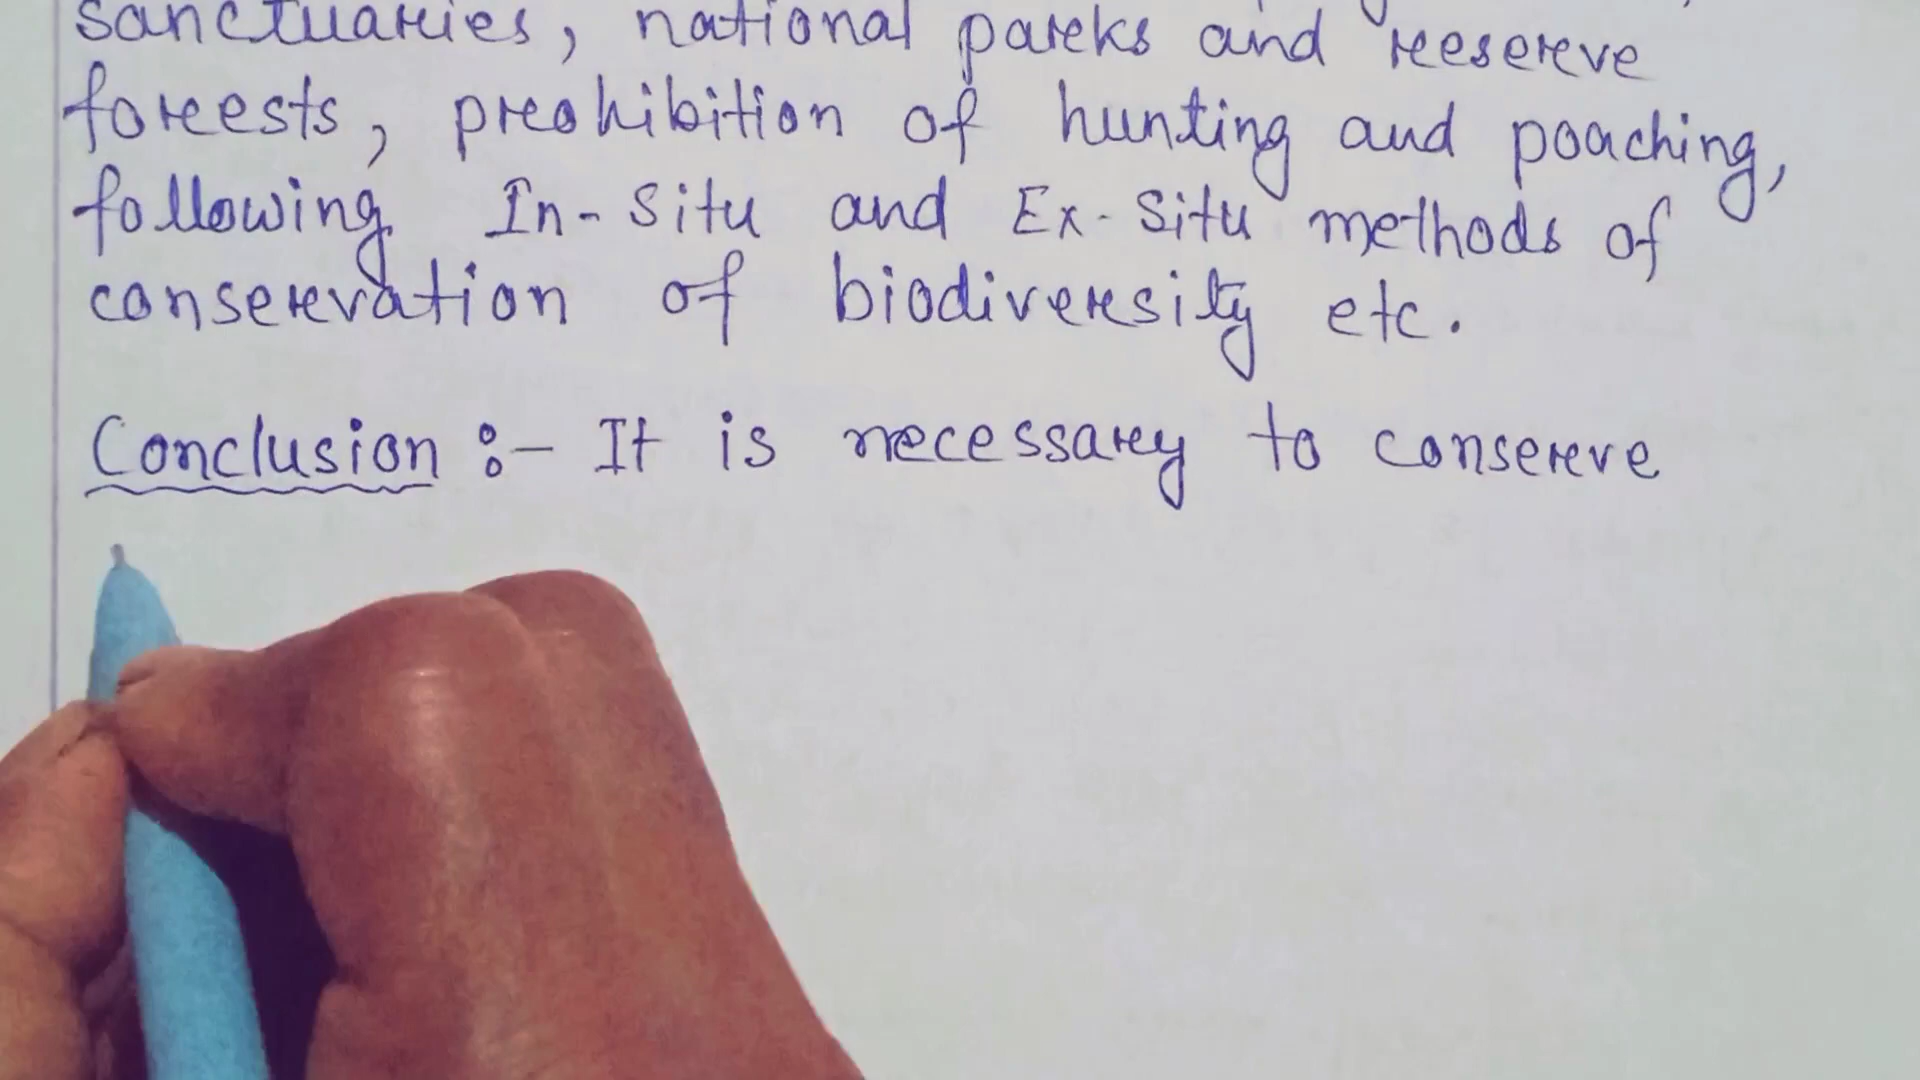 sanctuaries, national parks and reserve
forests, prohibition of hunting and poaching,
following In-Situ and Ex-Situ methods of
conservation of biodiversity etc.
Conclusion :- It is necessary to conserve